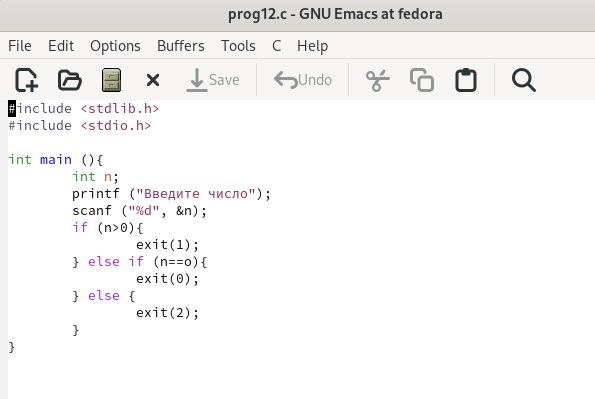 prog12.c - GNU Emacs at fedora
File Edit Options Buffers Tools C Help
Save Undo
#include <stdlib.h>
#include <stdio.h>
int main (){
int n;
printf ("Введите число");
scanf ("%d", &n);
if (n>0){
exit(1);
} else if (n==o){
exit(0);
} else {
exit(2);
}
}